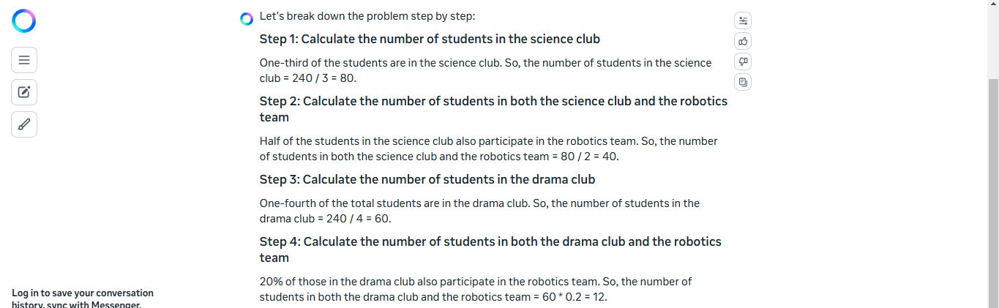 Let's break down the problem step by step:
Step 1: Calculate the number of students in the science club
One-third of the students are in the science club. So, the number of students in the science
club = 240 / 3 = 80.
Step 2: Calculate the number of students in both the science club and the robotics
team
Half of the students in the science club also participate in the robotics team. So, the number
of students in both the science club and the robotics team = 80 / 2 = 40.
Step 3: Calculate the number of students in the drama club
One-fourth of the total students are in the drama club. So, the number of students in the
drama club = 240 / 4 = 60.
Step 4: Calculate the number of students in both the drama club and the robotics
team
20% of those in the drama club also participate in the robotics team. So, the number of
students in both the drama club and the robotics team = 60 * 0.2 = 12.
Log in to save your conversation
history, sync with Messenger,